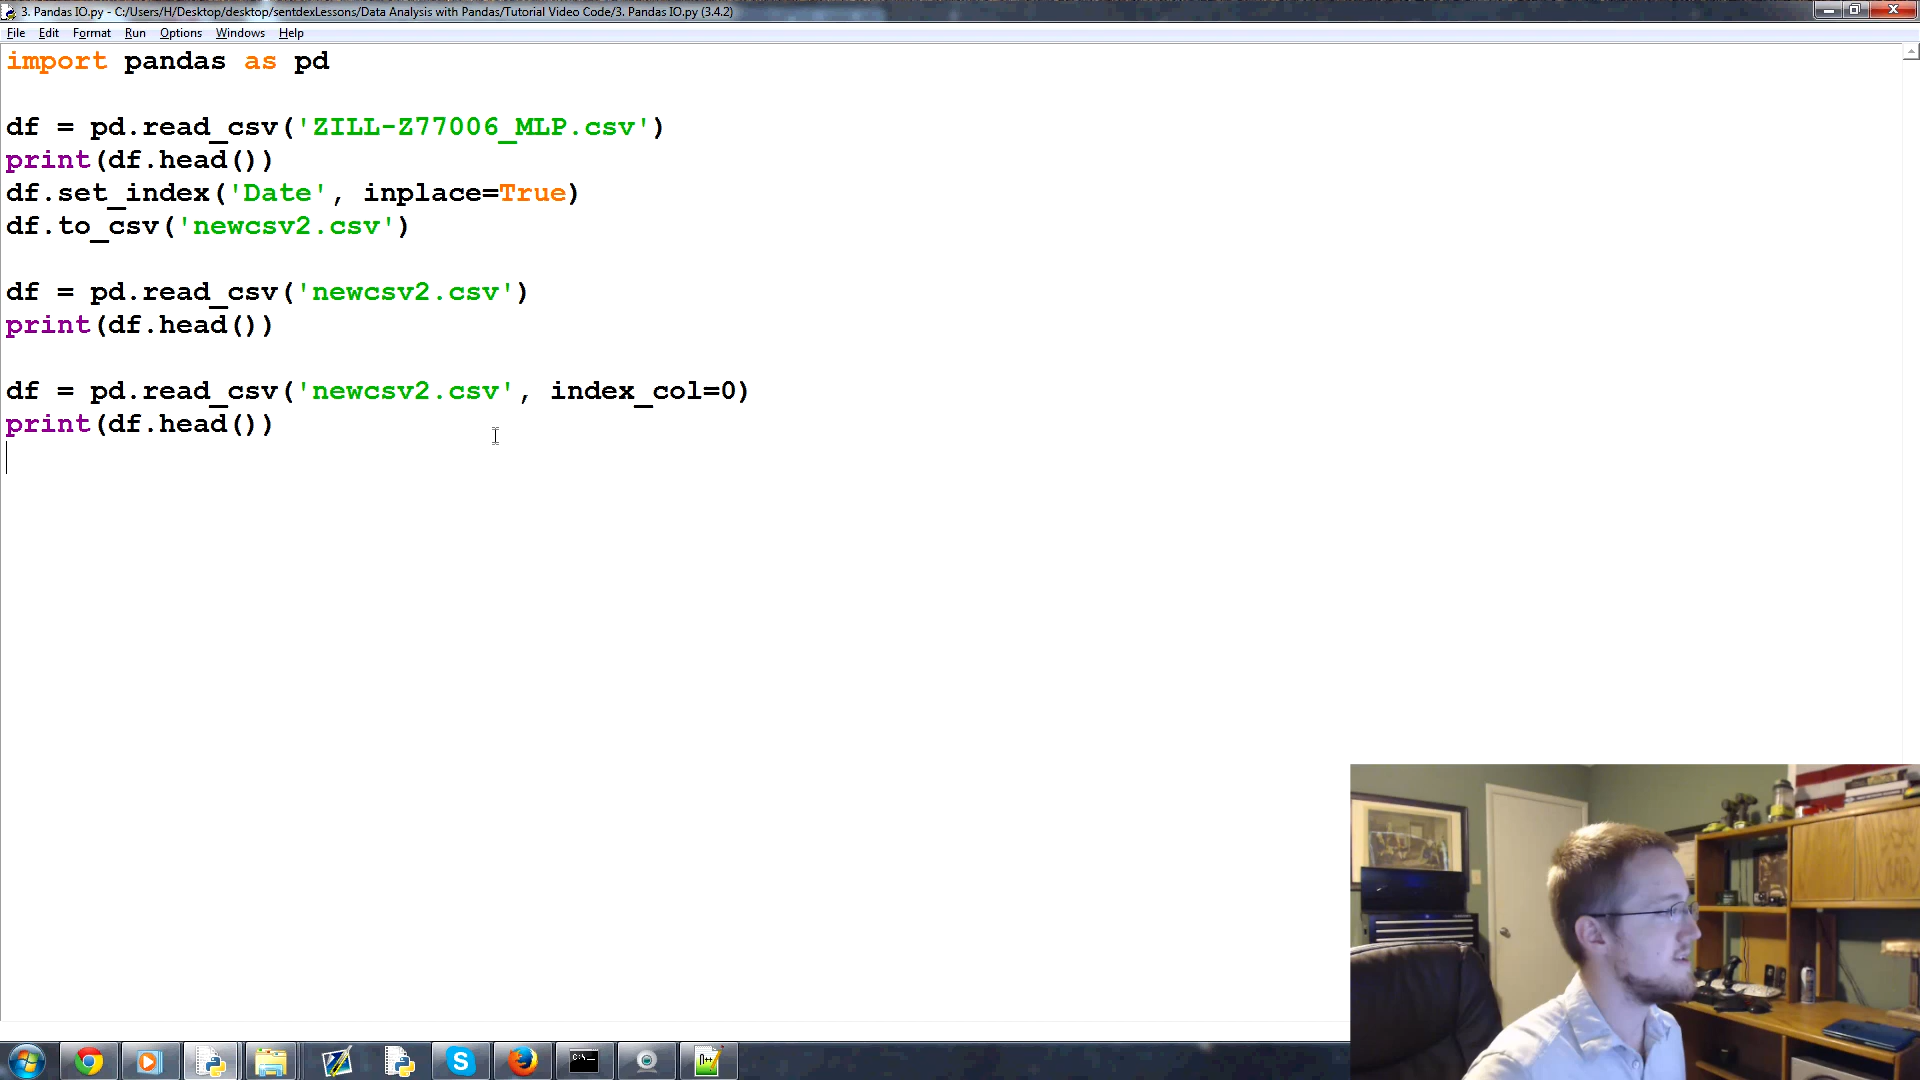 3. Pandas IO.py - C:/Users/H/Desktop/desktop/sentdexLessons/Data Analysis with Pandas/Tutorial Video Code/3. Pandas IO.py (3.4.2)
File Edit Format Run Options Windows Help
import pandas as pd
df = pd.read_csv('ZILL-Z77006_MLP.csv')
print(df.head())
df.set_index('Date', inplace=True)
df.to_csv('newcsv2.csv')
df = pd.read_csv('newcsv2.csv')
print(df.head())
df = pd.read_csv('newcsv2.csv', index_col=0)
print(df.head())